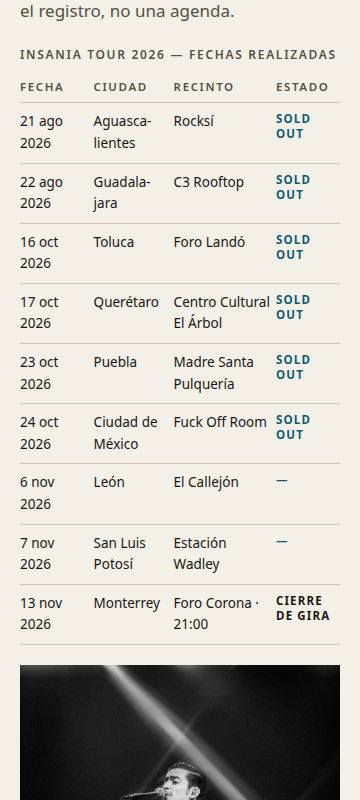 el registro, no una agenda.
INSANIA TOUR 2026 — FECHAS REALIZADAS
FECHA CIUDAD RECINTO ESTADO
21 ago 2026 Aguasca-lientes Rocksí SOLD OUT
22 ago 2026 Guadala-jara C3 Rooftop SOLD OUT
16 oct 2026 Toluca Foro Landó SOLD OUT
17 oct 2026 Querétaro Centro Cultural El Árbol SOLD OUT
23 oct 2026 Puebla Madre Santa Pulquería SOLD OUT
24 oct 2026 Ciudad de México Fuck Off Room SOLD OUT
6 nov 2026 León El Callejón —
7 nov 2026 San Luis Potosí Estación Wadley —
13 nov 2026 Monterrey Foro Corona · 21:00 CIERRE DE GIRA